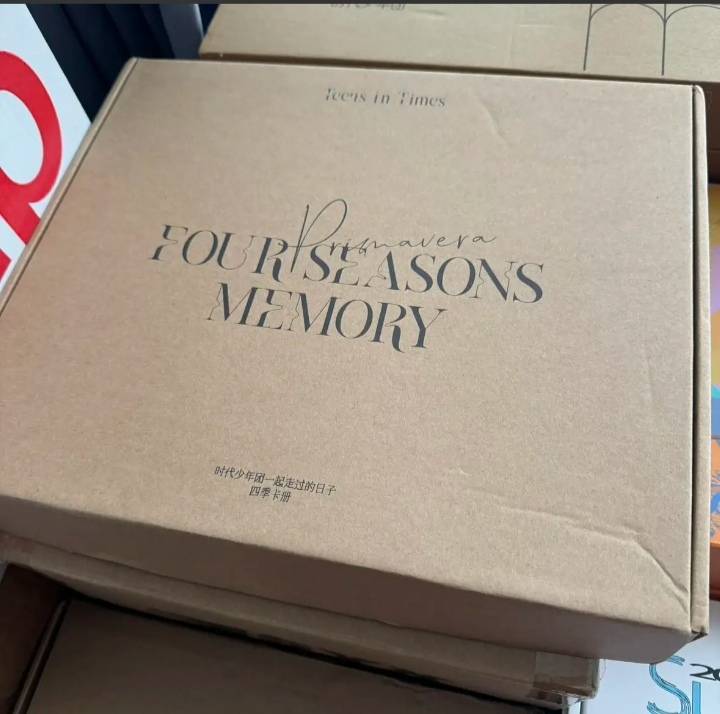 Teens in Times
Primavera
FOUR SEASONS
MEMORY
时代少年团一起走过的日子
四季卡册